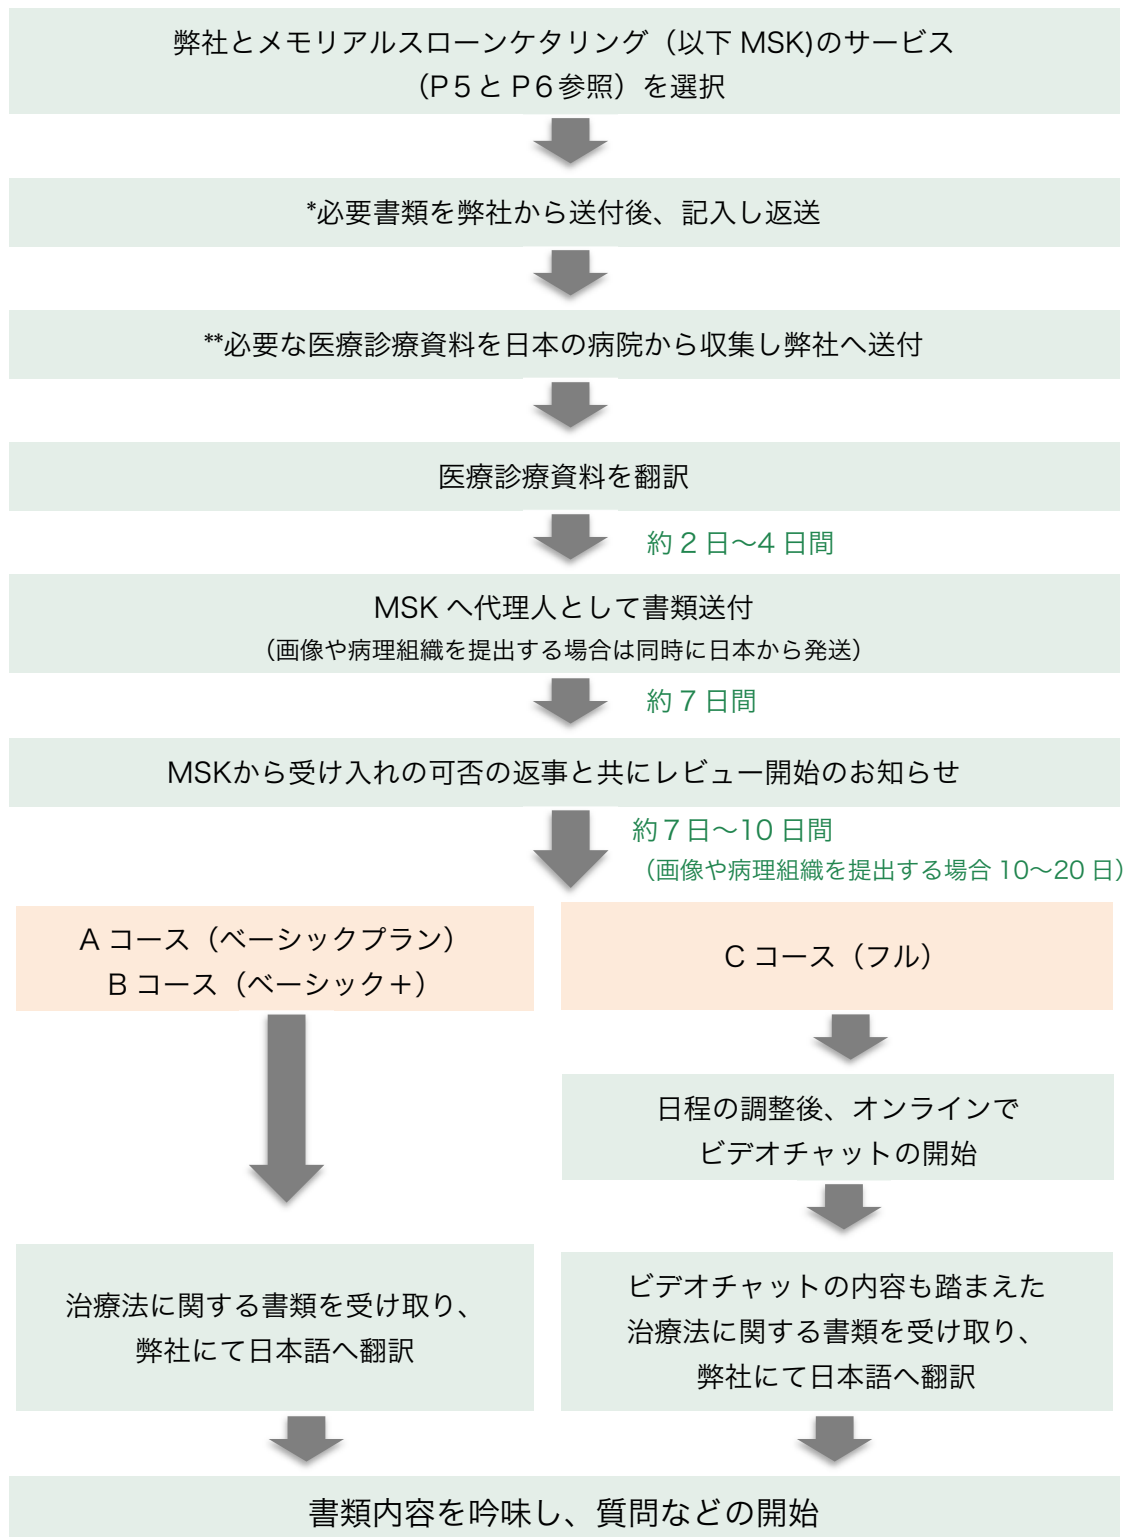 弊社とメモリアルスローンケタリング（以下 MSK)のサービス
（P５と P６参照）を選択
*必要書類を弊社から送付後、記入し返送
**必要な医療診療資料を日本の病院から収集し弊社へ送付
医療診療資料を翻訳
約 2 日〜4 日間
MSK へ代理人として書類送付
（画像や病理組織を提出する場合は同時に日本から発送）
約 7 日間
MSKから受け入れの可否の返事と共にレビュー開始のお知らせ
約７日〜10 日間
（画像や病理組織を提出する場合 10〜20 日）
A コース（ベーシックプラン）
B コース（ベーシック＋）
C コース（フル）
日程の調整後、オンラインで
ビデオチャットの開始
治療法に関する書類を受け取り、
弊社にて日本語へ翻訳
ビデオチャットの内容も踏まえた
治療法に関する書類を受け取り、
弊社にて日本語へ翻訳
書類内容を吟味し、質問などの開始